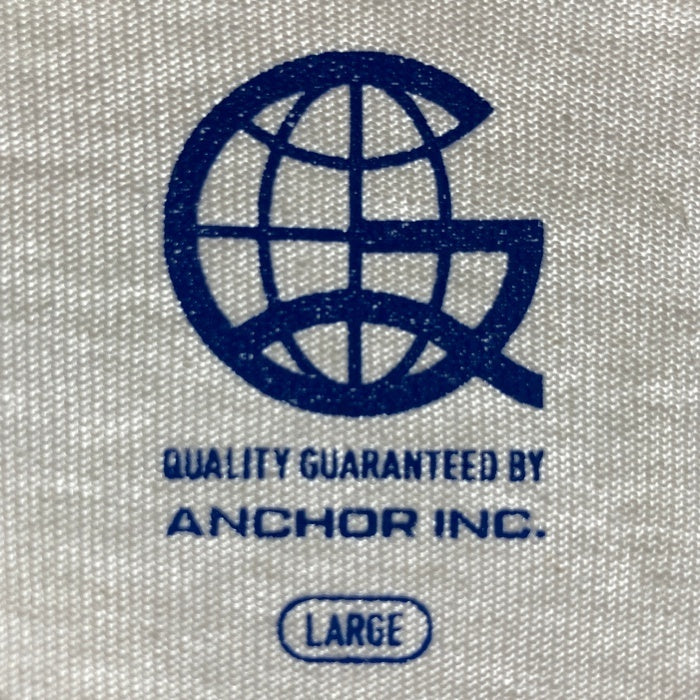 QUALITY GUARANTEED BY
ANCHOR INC.
LARGE